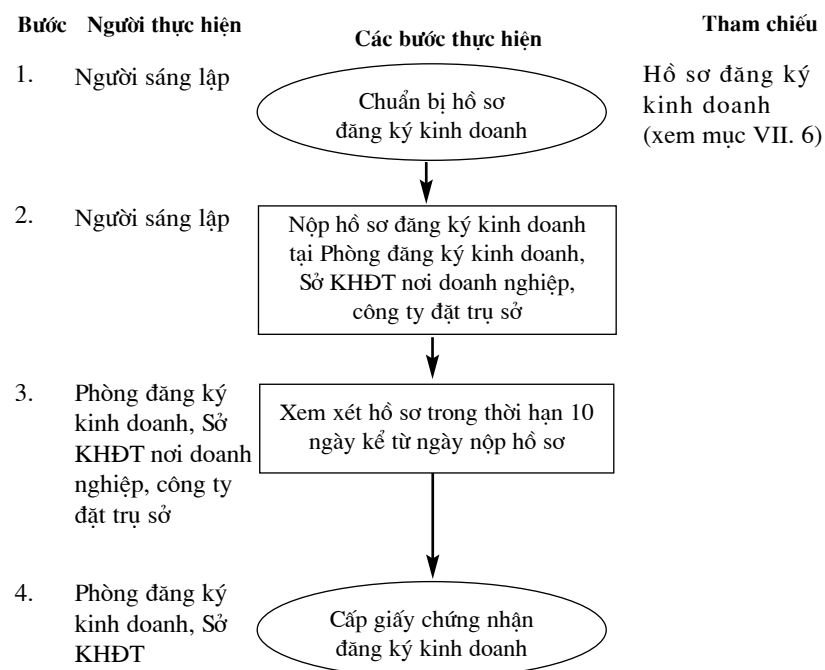 Bước Người thực hiện Các bước thực hiện Tham chiếu
1. Người sáng lập
Chuẩn bị hồ sơ
đăng ký kinh doanh
Hồ sơ đăng ký
kinh doanh
(xem mục VII. 6)
2. Người sáng lập
Nộp hồ sơ đăng ký kinh doanh
tại Phòng đăng ký kinh doanh,
Sở KHĐT nơi doanh nghiệp,
công ty đặt trụ sở
3. Phòng đăng ký
kinh doanh, Sở
KHĐT nơi doanh
nghiệp, công ty
đặt trụ sở
Xem xét hồ sơ trong thời hạn 10
ngày kể từ ngày nộp hồ sơ
4. Phòng đăng ký
kinh doanh, Sở
KHĐT
Cấp giấy chứng nhận
đăng ký kinh doanh